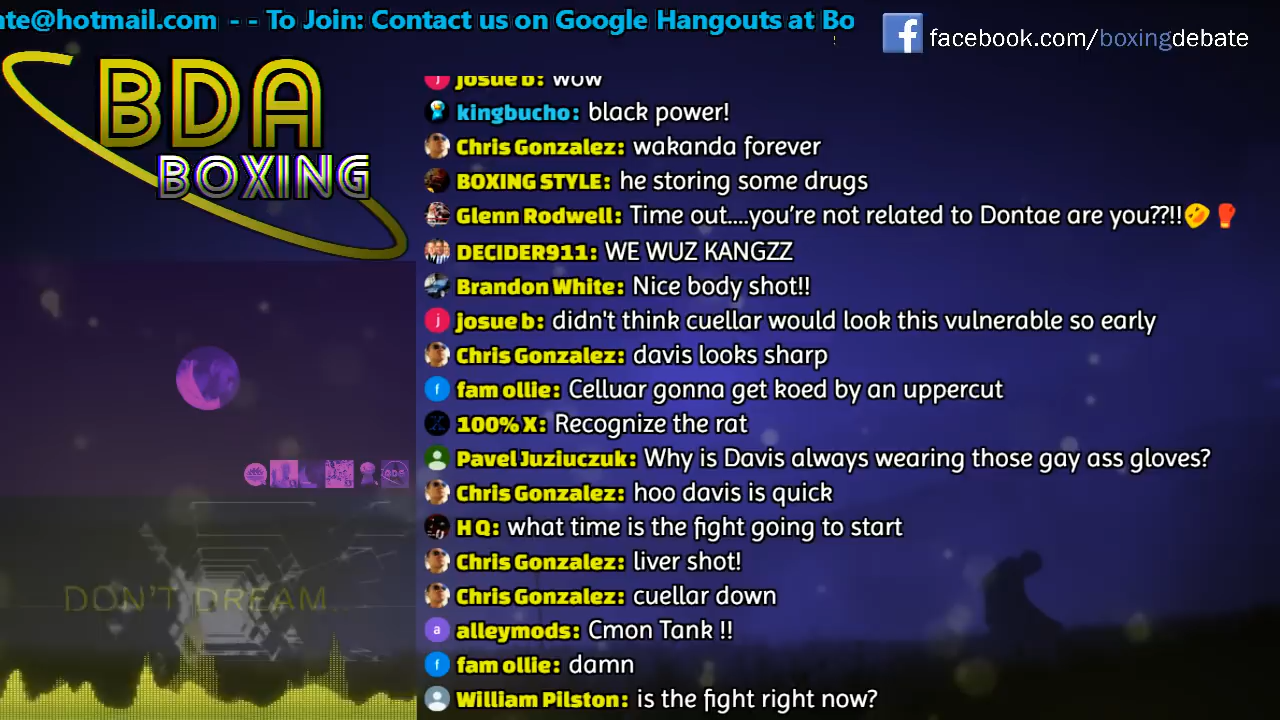 ate@hotmail.com - - To Join: Contact us on Google Hangouts at Bo
facebook.com/boxingdebate
BDA
BOXING
josue b: wow
kingbucho: black power!
Chris Gonzalez: wakanda forever
BOXING STYLE: he storing some drugs
Glenn Rodwell: Time out....you're not related to Dontae are you??!!🤣🥊
DECIDER911: WE WUZ KANGZZ
Brandon White: Nice body shot!!
j josue b: didn't think cuellar would look this vulnerable so early
Chris Gonzalez: davis looks sharp
f fam ollie: Celluar gonna get koed by an uppercut
X 100% X: Recognize the rat
Pavel Juziuczuk: Why is Davis always wearing those gay ass gloves?
Chris Gonzalez: hoo davis is quick
H Q: what time is the fight going to start
Chris Gonzalez: liver shot!
Chris Gonzalez: cuellar down
a alleymods: Cmon Tank !!
f fam ollie: damn
William Pilston: is the fight right now?
DON'T DREAM